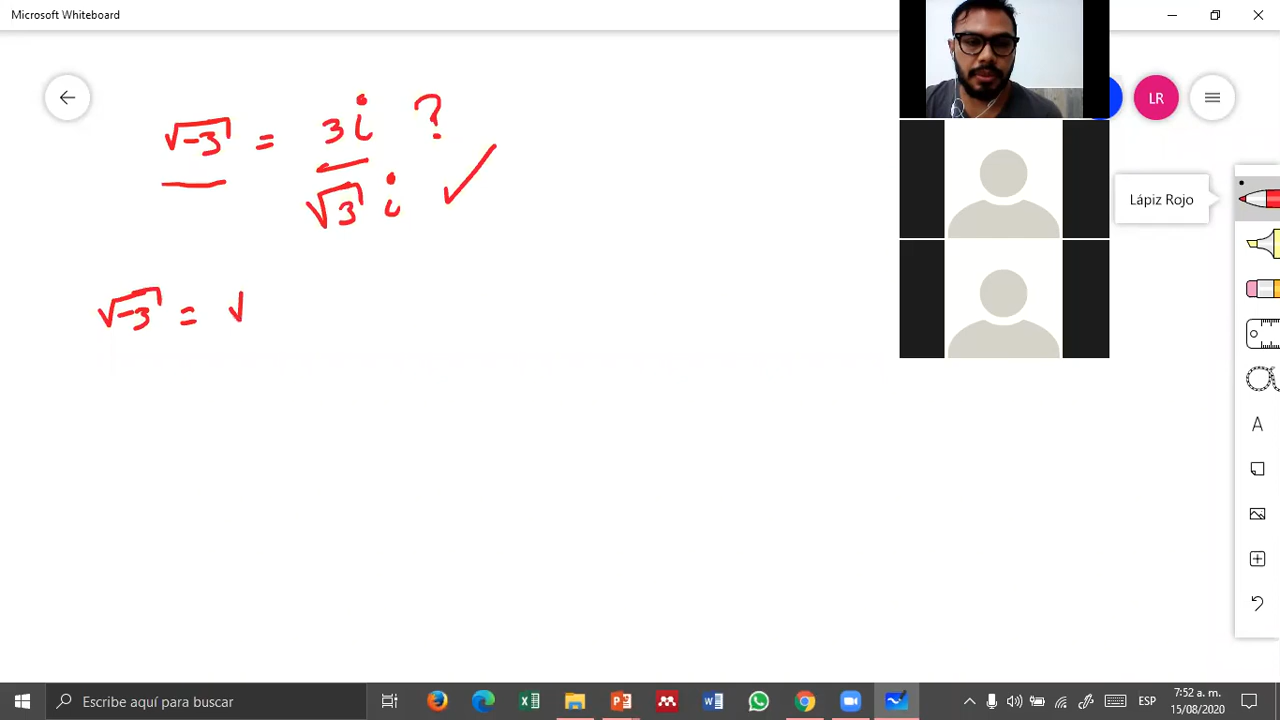 Microsoft Whiteboard
√-3 = 3i ?
√3 i ✓
√-3 = √
LR
Lápiz Rojo
A
Escribe aquí para buscar
ESP
7:52 a. m.
15/08/2020